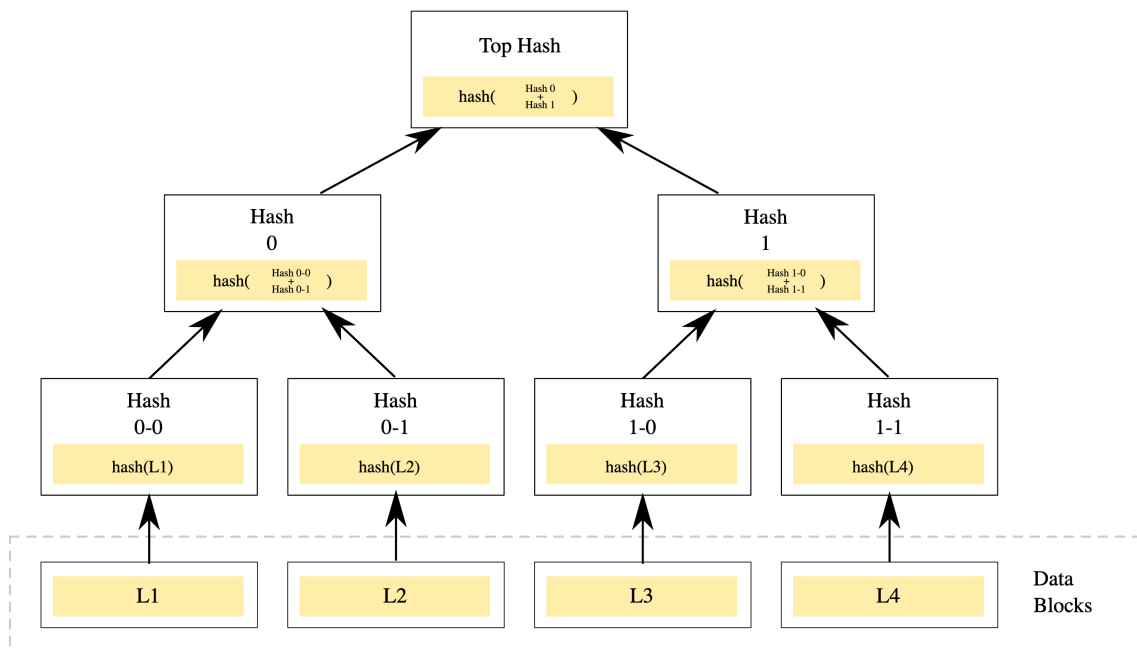 Top Hash
hash( Hash 0 + Hash 1 )
Hash
0
hash( Hash 0-0 + Hash 0-1 )
Hash
1
hash( Hash 1-0 + Hash 1-1 )
Hash
0-0
hash(L1)
Hash
0-1
hash(L2)
Hash
1-0
hash(L3)
Hash
1-1
hash(L4)
L1
L2
L3
L4
Data
Blocks